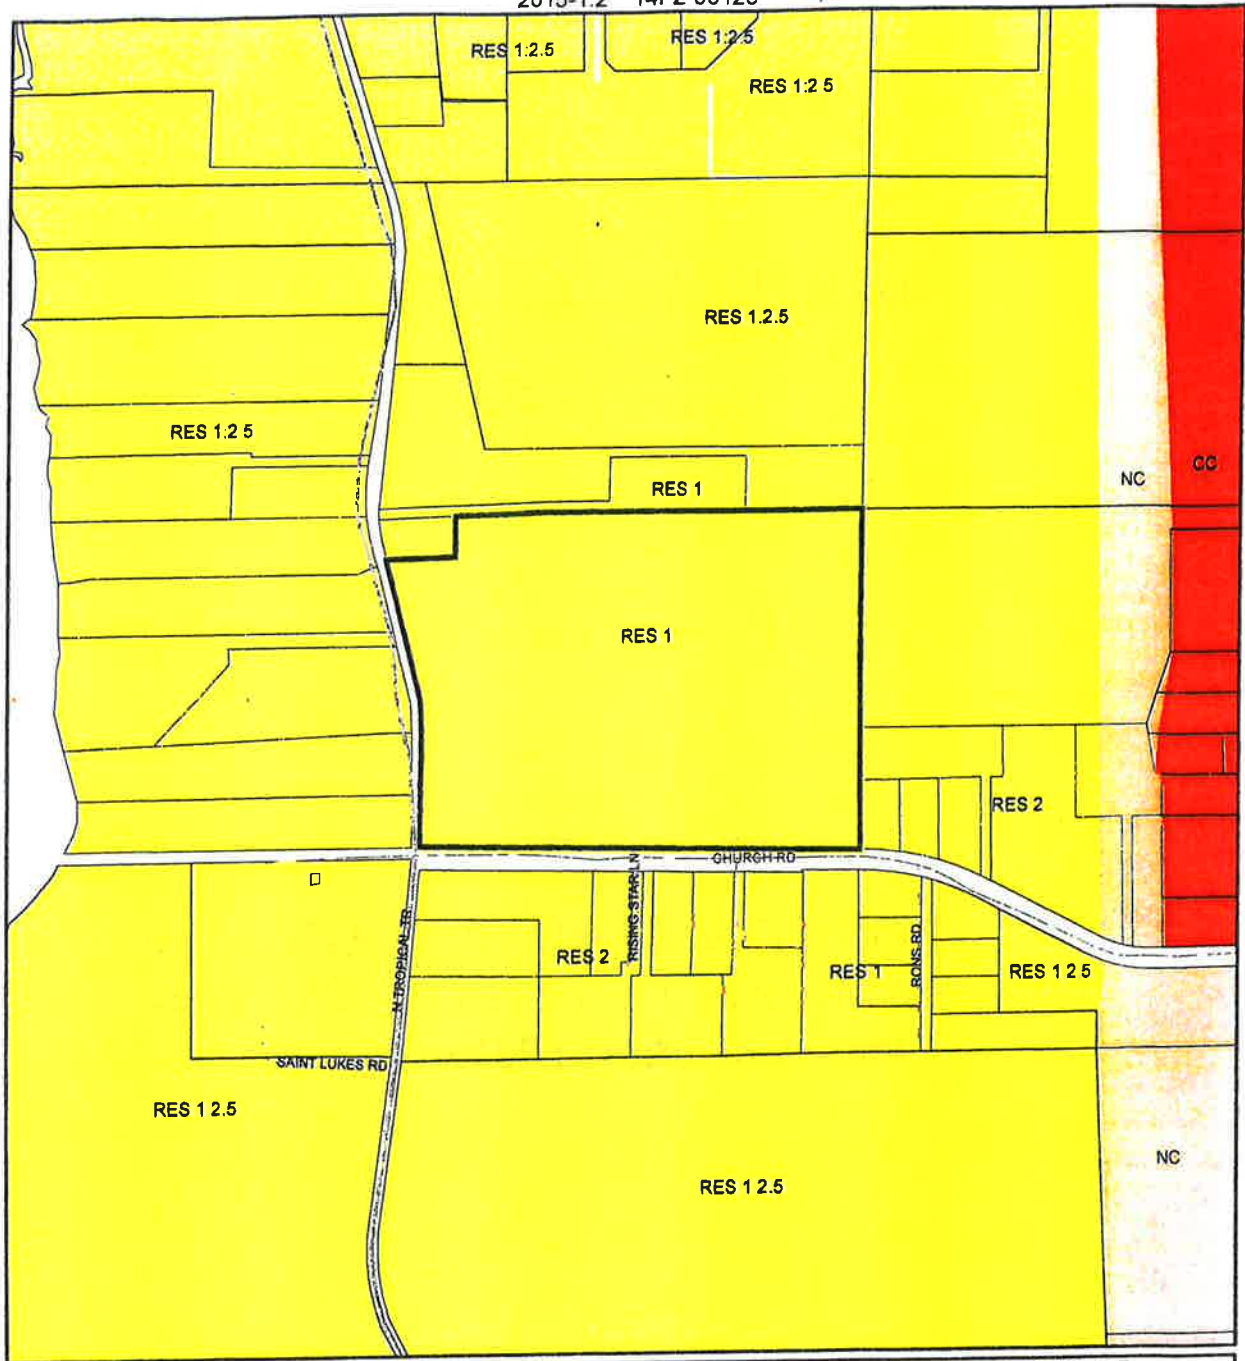 RES 1:2.5
RES 1:2.5
RES 1:2 5
RES 1.2.5
RES 1:2 5
NC
CC
RES 1
RES 1
RES 2
CHURCH RD
RISING STAR LN
N TROPICAL TR
RES 2
RES 1
RONS RD
RES 1 2 5
SAINT LUKES RD
RES 1 2.5
NC
RES 1 2.5